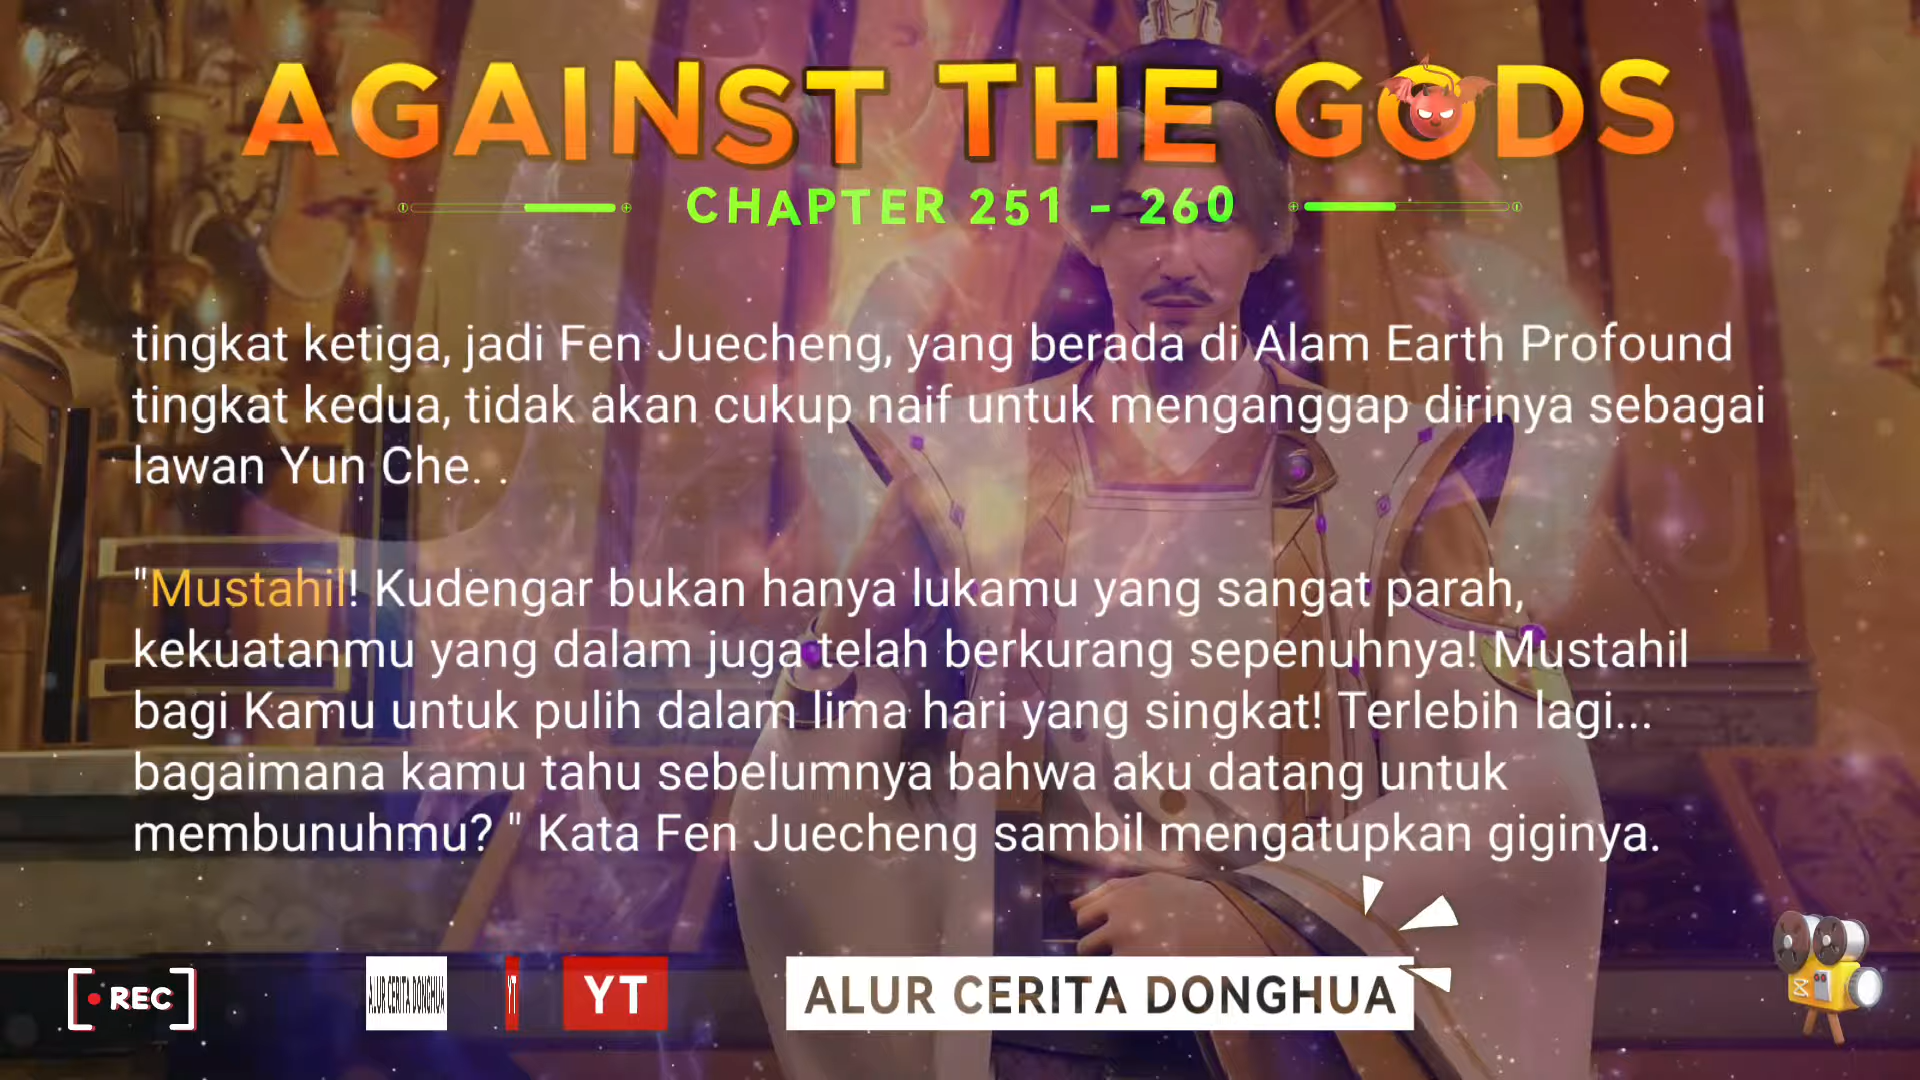 AGAINST THE GODS
CHAPTER 251 - 260
tingkat ketiga, jadi Fen Juecheng, yang berada di Alam Earth Profound
tingkat kedua, tidak akan cukup naif untuk menganggap dirinya sebagai
lawan Yun Che. .
"Mustahil! Kudengar bukan hanya lukamu yang sangat parah,
kekuatanmu yang dalam juga telah berkurang sepenuhnya! Mustahil
bagi Kamu untuk pulih dalam lima hari yang singkat! Terlebih lagi...
bagaimana kamu tahu sebelumnya bahwa aku datang untuk
membunuhmu? " Kata Fen Juecheng sambil mengatupkan giginya.
REC
ALUR CERITA DONGHUA
YT
YT
ALUR CERITA DONGHUA